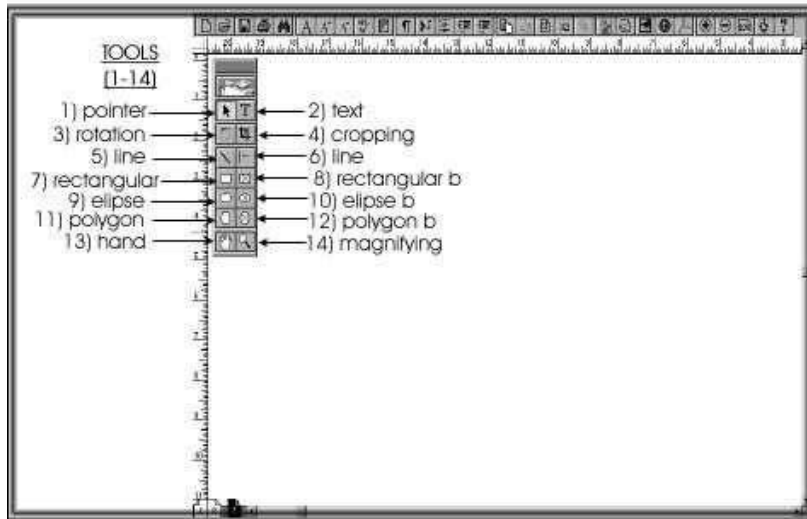 TOOLS
(1-14)
1) pointer
2) text
3) rotation
4) cropping
5) line
6) line
7) rectangular
8) rectangular b
9) elipse
10) elipse b
11) polygon
12) polygon b
13) hand
14) magnifying